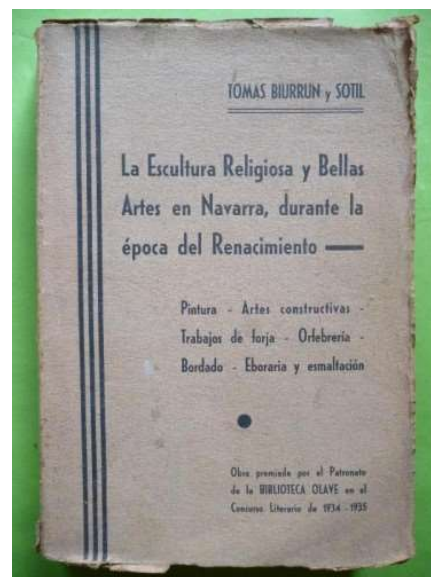 TOMAS BIURRUN y SOTIL
La Escultura Religiosa y Bellas
Artes en Navarra, durante la
época del Renacimiento —
Pintura - Artes constructivas -
Trabajos de forja - Orfebrería -
Bordado - Eboraria y esmaltación
Obra premiada por el Patronato
de la BIBLIOTECA OLAVE en el
Concurso Literario de 1934 - 1935